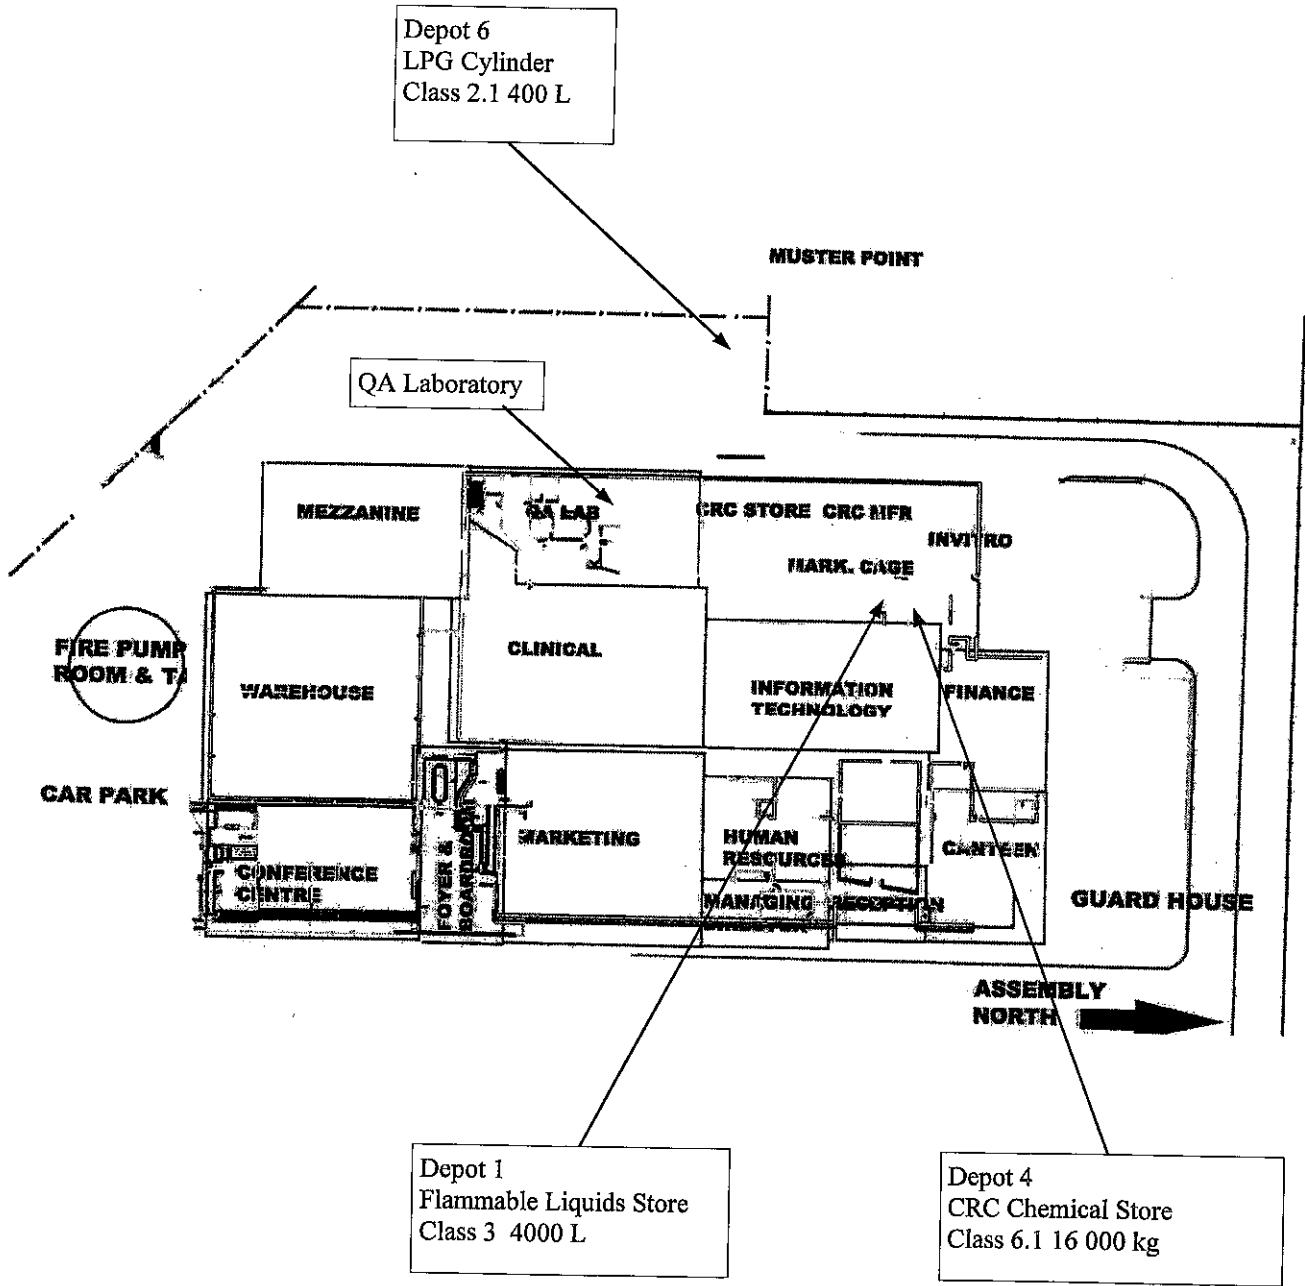 Depot 6
LPG Cylinder
Class 2.1 400 L
MUSTER POINT
QA Laboratory
MEZZANINE
QA LAB
CRC STORE CRC MFR
INVITRO
MARK. CAGE
FIRE PUMP
ROOM & TA
CLINICAL
WAREHOUSE
INFORMATION
TECHNOLOGY
FINANCE
CAR PARK
MARKETING
HUMAN
RESOURCES
CANTEEN
CONFERENCE
CENTRE
FOYER &
BOARDROOM
MANAGING
RECEPTION
GUARD HOUSE
ASSEMBLY
NORTH
Depot 1
Flammable Liquids Store
Class 3 4000 L
Depot 4
CRC Chemical Store
Class 6.1 16 000 kg